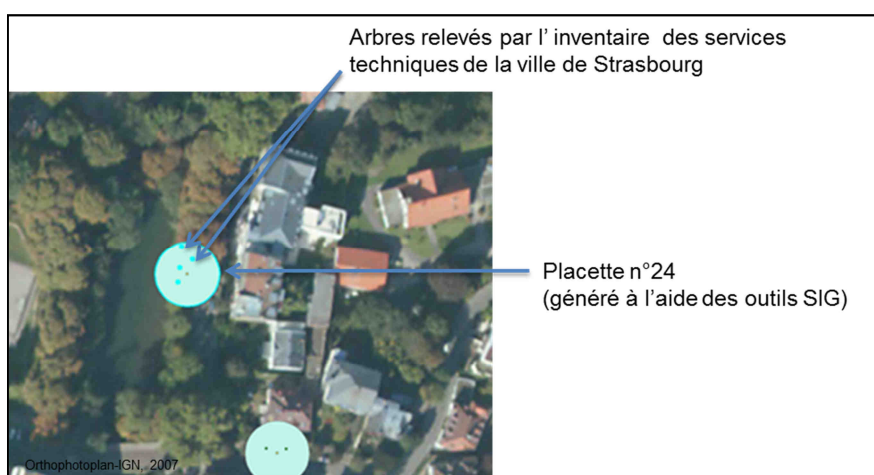 Arbres relevés par l' inventaire des services
techniques de la ville de Strasbourg
Placette n°24
(généré à l'aide des outils SIG)
Orthophotoplan-IGN, 2007